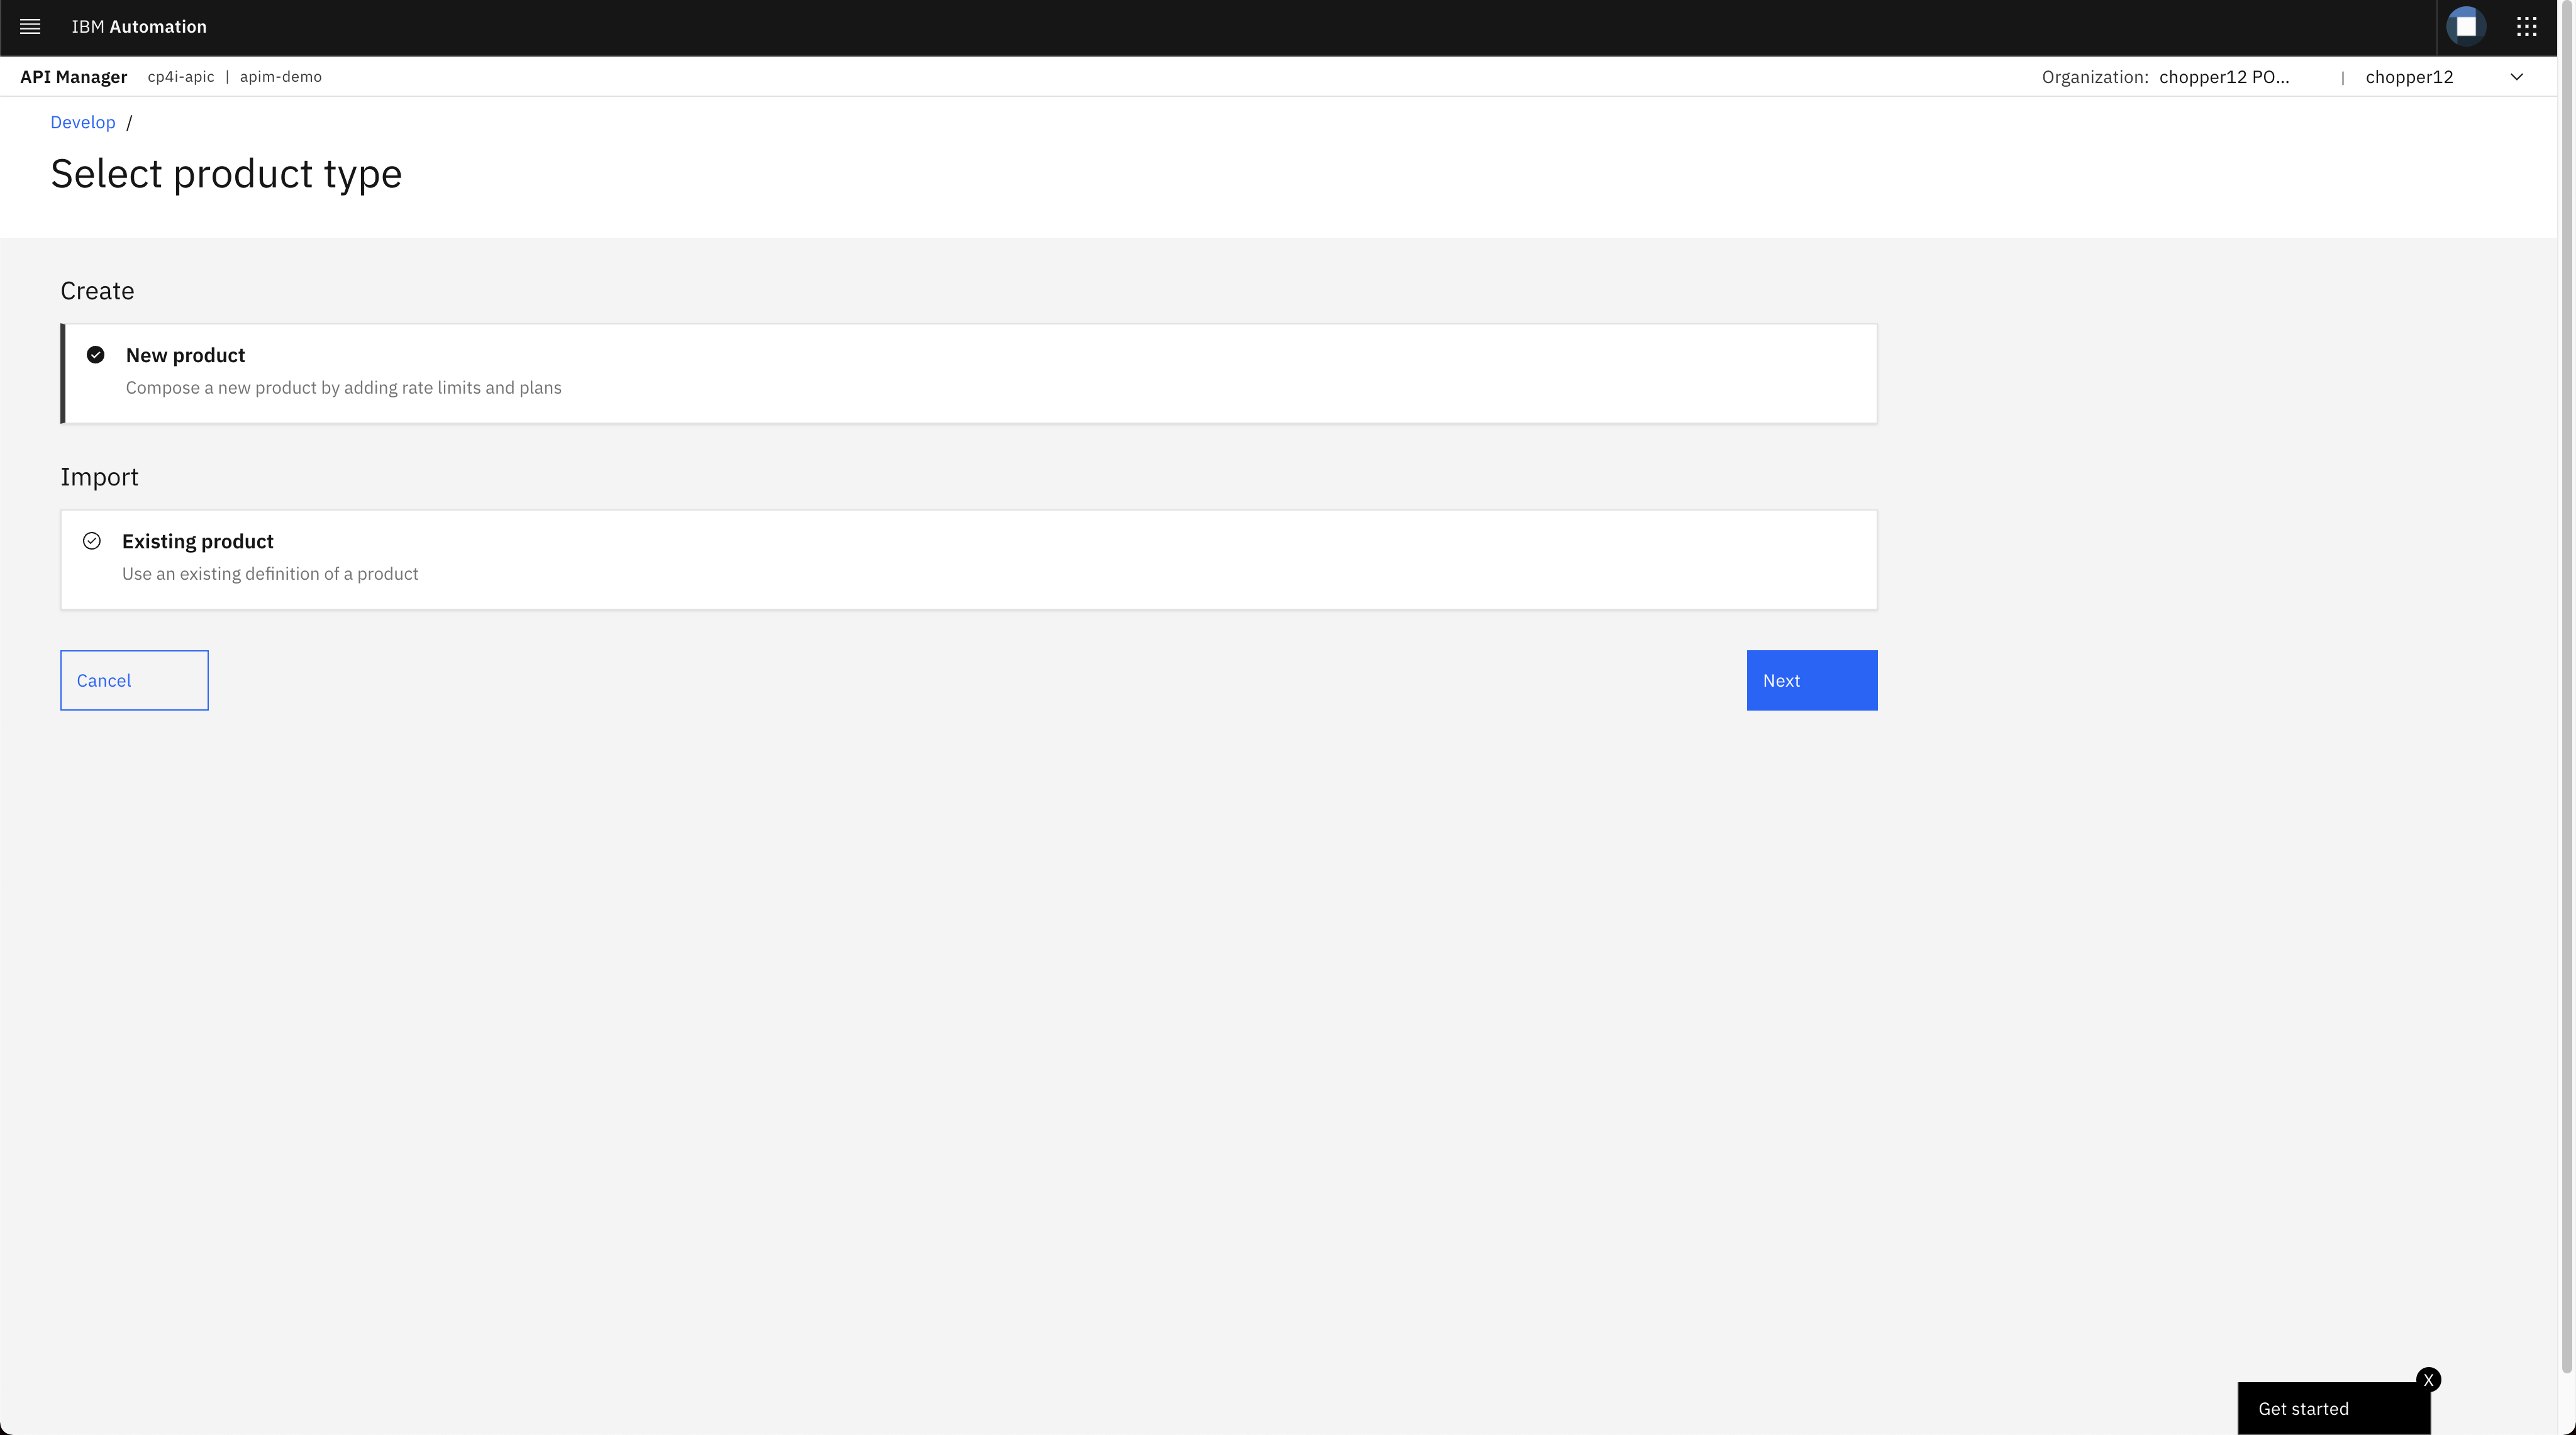 IBM Automation
API Manager cp4i-apic | apim-demo Organization: chopper12 PO... | chopper12
Develop /
Select product type
Create
New product
Compose a new product by adding rate limits and plans
Import
Existing product
Use an existing definition of a product
Cancel Next
X
Get started